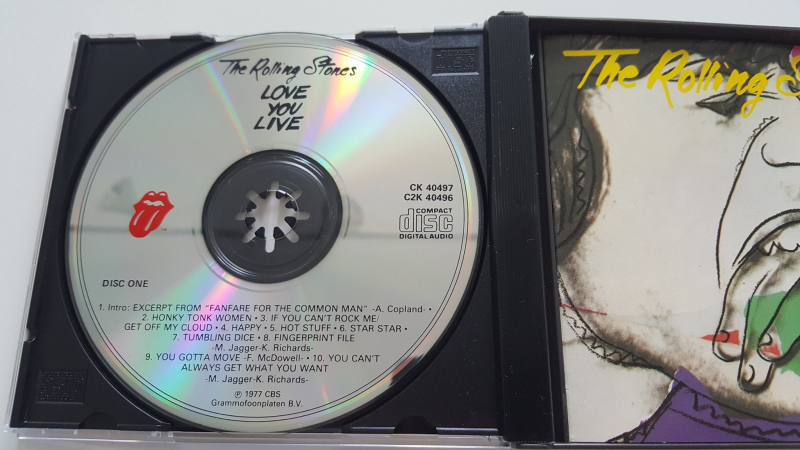 The Rolling Stones
LOVE
YOU
LIVE
CK 40497
C2K 40496
COMPACT
disc
DIGITAL AUDIO
DISC ONE
1. Intro: EXCERPT FROM "FANFARE FOR THE COMMON MAN" -A. Copland- •
2. HONKY TONK WOMEN • 3. IF YOU CAN'T ROCK ME/
GET OFF MY CLOUD • 4. HAPPY • 5. HOT STUFF • 6. STAR STAR •
7. TUMBLING DICE • 8. FINGERPRINT FILE
-M. Jagger-K. Richards-
9. YOU GOTTA MOVE -F. McDowell- • 10. YOU CAN'T
ALWAYS GET WHAT YOU WANT
-M. Jagger-K. Richards-
℗ 1977 CBS
Grammofoonplaten B.V.
The Rolling S